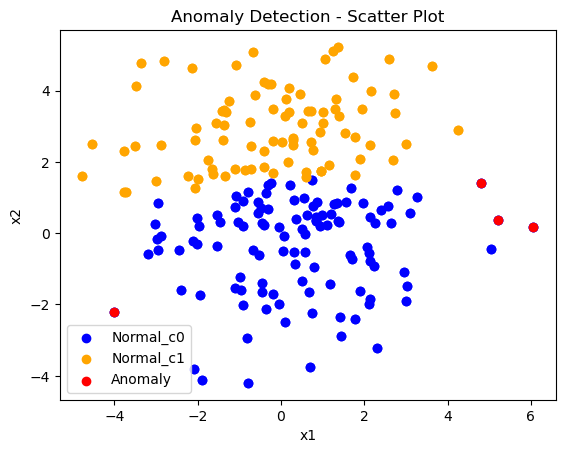 Anomaly Detection - Scatter Plot
x2
4
2
0
−2
−4
Normal_c0
Normal_c1
Anomaly
−4
−2
0
2
4
6
x1